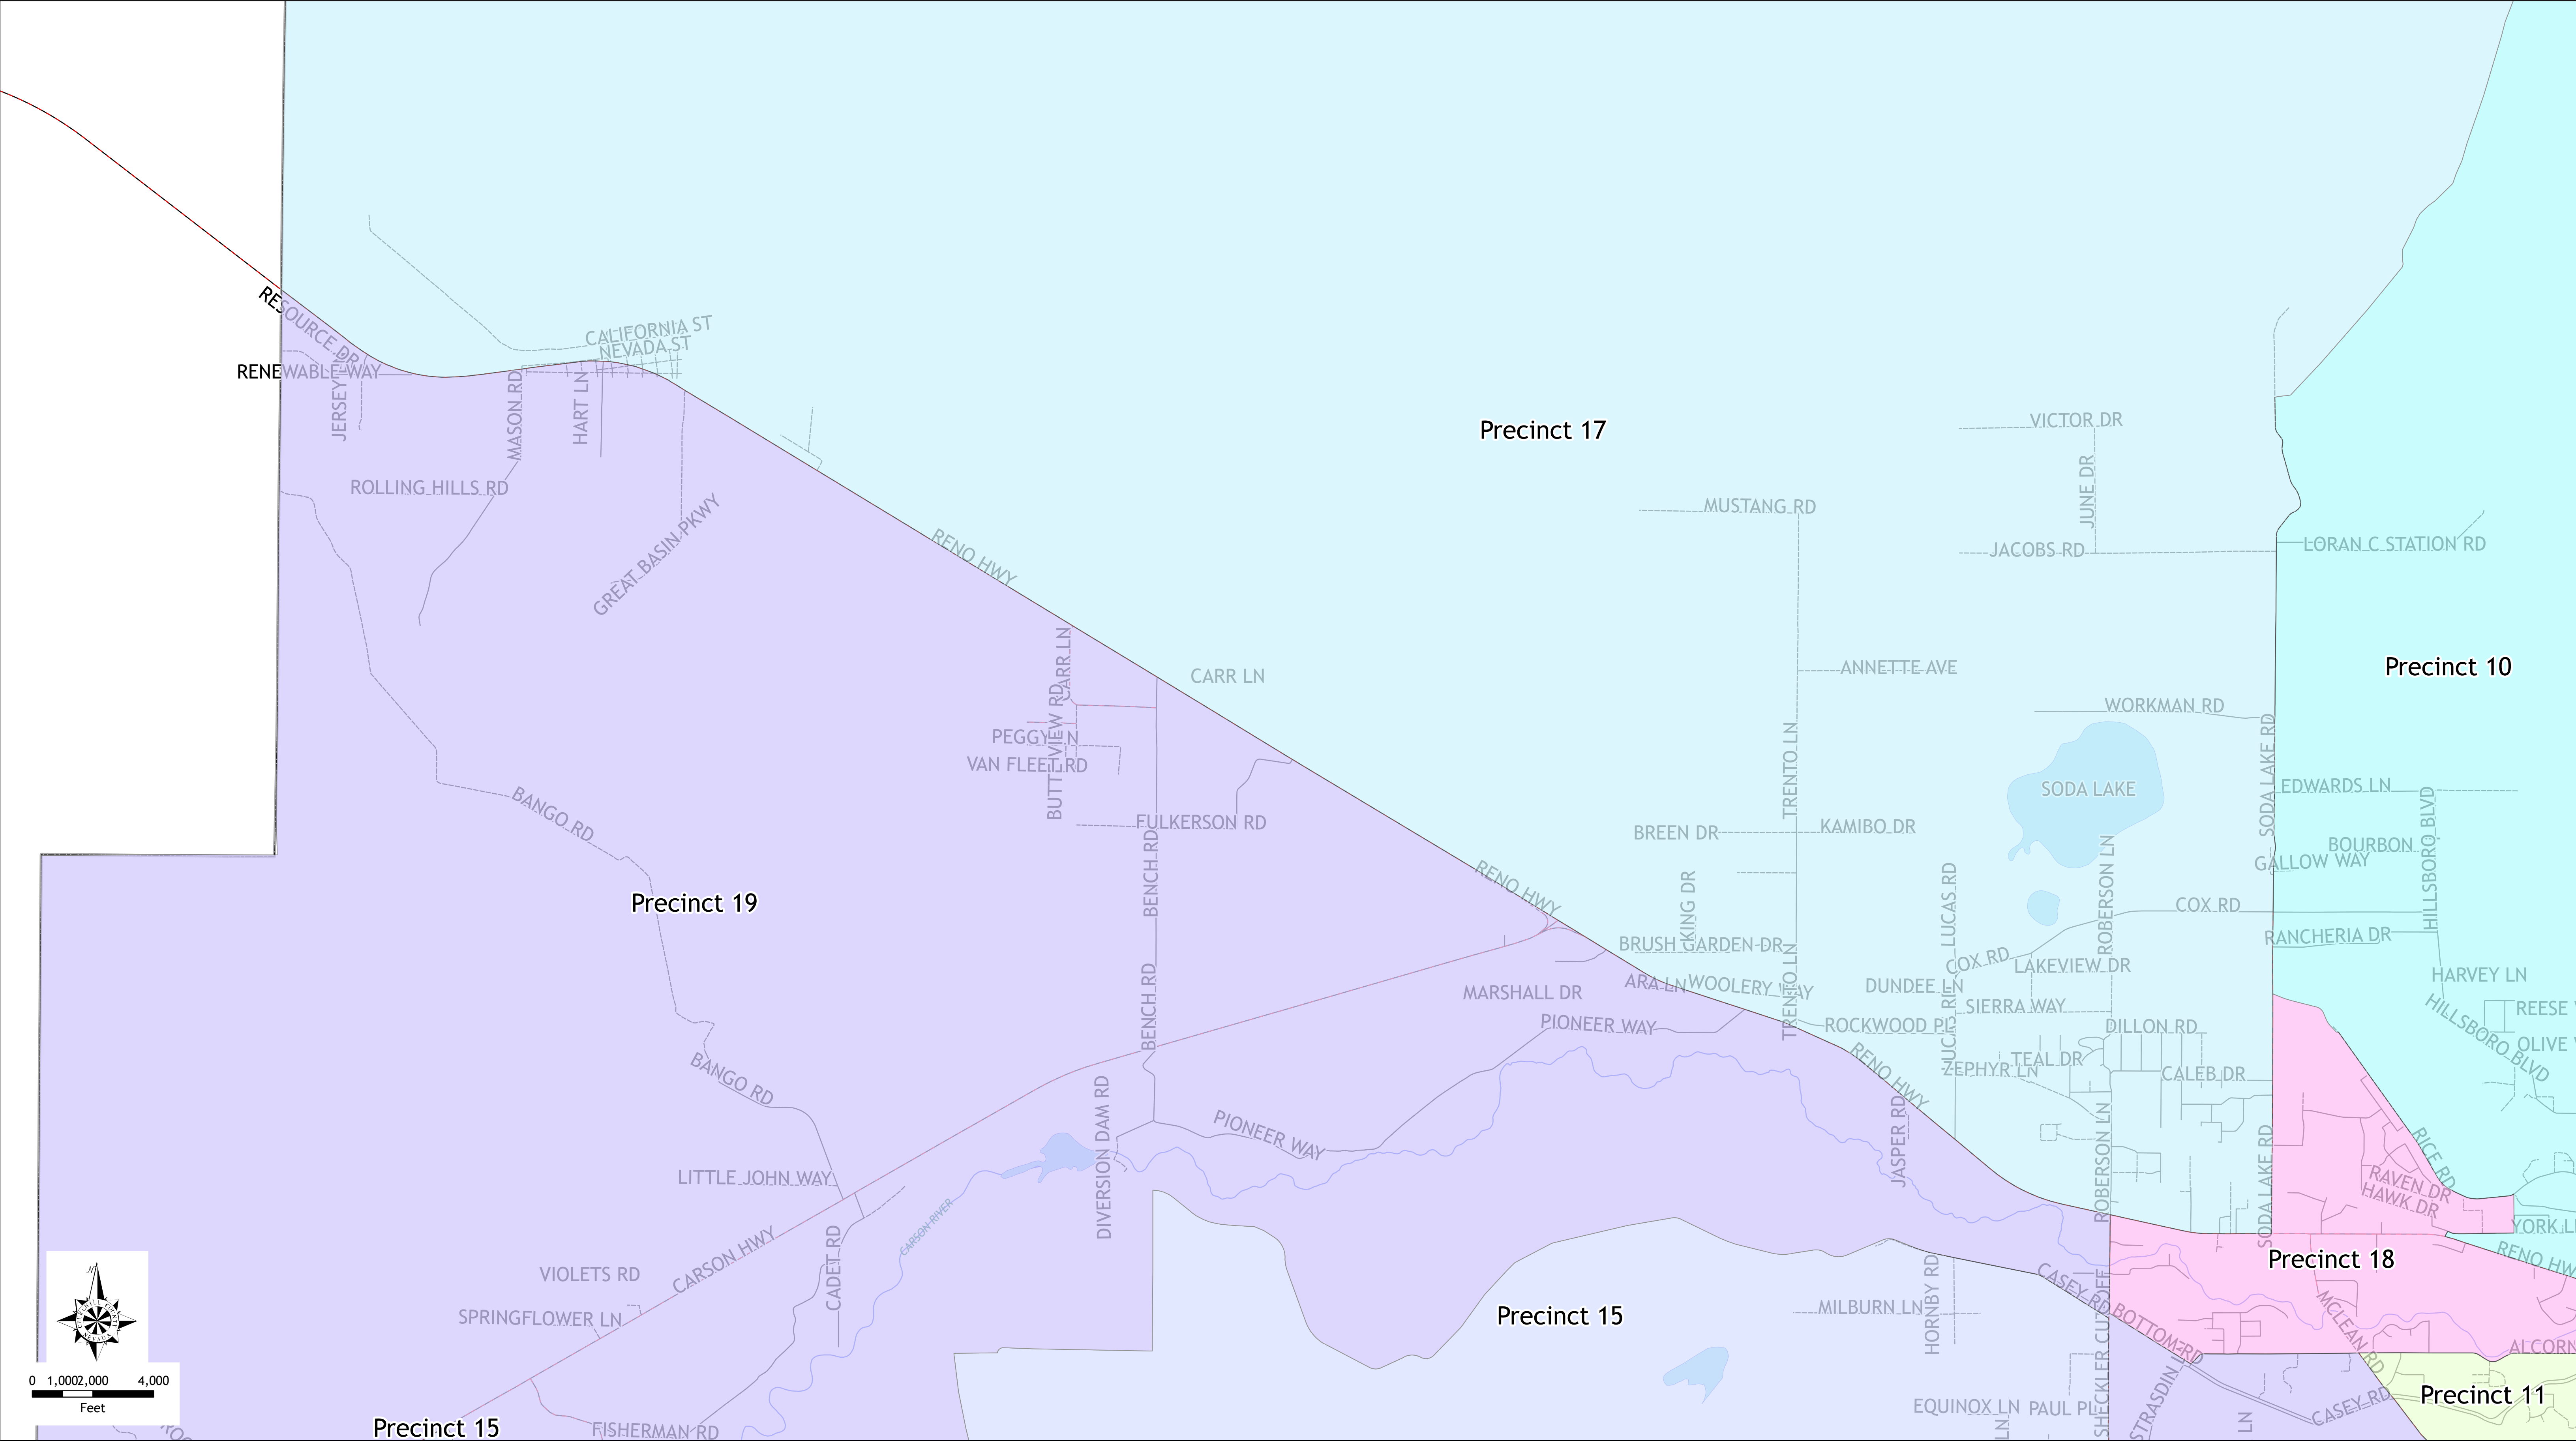 RESOURCE DR
CALIFORNIA ST
NEVADA ST
RENEWABLE WAY
JERSEY
MASON RD
HART LN
ROLLING HILLS RD
GREAT BASIN PKWY
RENO HWY
Precinct 17
VICTOR DR
JUNE DR
MUSTANG RD
JACOBS RD
LORAN C STATION RD
CARR LN
CARR LN
ANNETTE AVE
Precinct 10
WORKMAN RD
SODA LAKE RD
PEGGY LN
VAN FLEET RD
TRENTO LN
SODA LAKE
EDWARDS LN
HILLSBORO BLVD
BANGO RD
FULKERSON RD
BREEN DR
KAMIBO DR
BOURBON
GALLOW WAY
ROBERSON LN
BENCH RD
RENO HWY
KING DR
LUCAS RD
COX RD
Precinct 19
BRUSH GARDEN DR
RANCHERIA DR
COX RD
LAKEVIEW DR
HARVEY LN
BENCH RD
MARSHALL DR
ARA LN
WOOLERY WAY
TRENTO LN
DUNDEE LN
SIERRA WAY
REESE
PIONEER WAY
ROCKWOOD PL
DILLON RD
HILLSBORO BLVD
OLIVE
BANGO RD
RENO HWY
ZEPHYR LN
TEAL DR
CALEB DR
DIVERSION DAM RD
PIONEER WAY
JASPER RD
ROBERSON LN
SODA LAKE RD
RICE RD
LITTLE JOHN WAY
RAVEN DR
HAWK DR
CARSON RIVER
YORK L
CARSON HWY
CADET RD
VIOLETS RD
RENO HW
Precinct 18
HORNBY RD
CASEY RD
SHECKLER CUTOFF
SPRINGFLOWER LN
MILBURN LN
Precinct 15
BOTTOM RD
MCLEAN RD
ALCORN
N
CHURCHILL COUNTY
NEVADA
0 1,000 2,000 4,000
Feet
STRASDIN L
CASEY RD
Precinct 11
EQUINOX LN
PAUL PL
LN
LN
Precinct 15
FISHERMAN RD